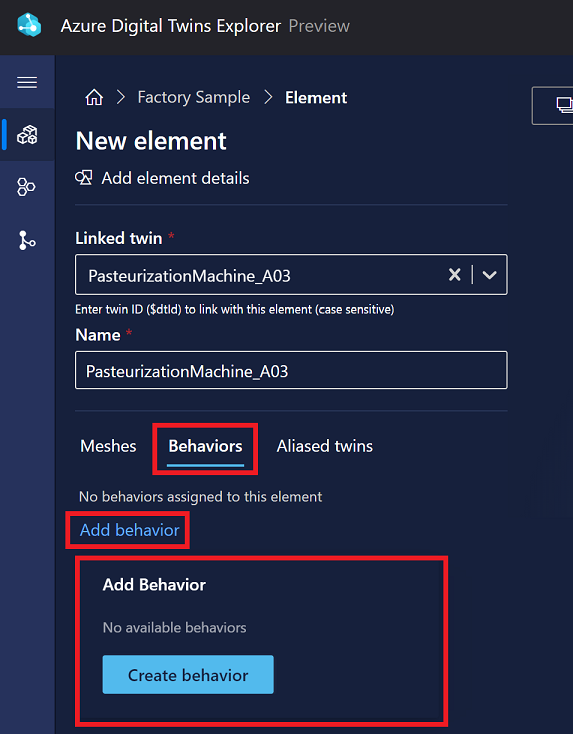 Azure Digital Twins Explorer Preview
Factory Sample Element
New element
Add element details
Linked twin *
PasteurizationMachine_A03
Enter twin ID ($dtId) to link with this element (case sensitive)
Name *
PasteurizationMachine_A03
Meshes Behaviors Aliased twins
No behaviors assigned to this element
Add behavior
Add Behavior
No available behaviors
Create behavior